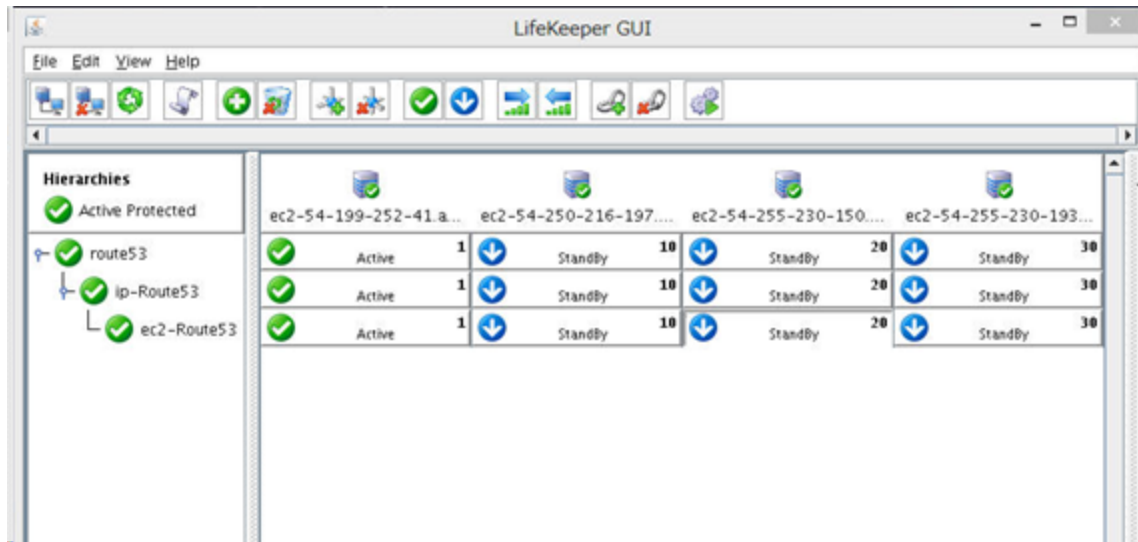 LifeKeeper GUI
File Edit View Help
Hierarchies
Active Protected
ec2-54-199-252-41.a... ec2-54-250-216-197.... ec2-54-255-230-150.... ec2-54-255-230-193...
route53 Active 1 StandBy 10 StandBy 20 StandBy 30
ip-Route53 Active 1 StandBy 10 StandBy 20 StandBy 30
ec2-Route53 Active 1 StandBy 10 StandBy 20 StandBy 30